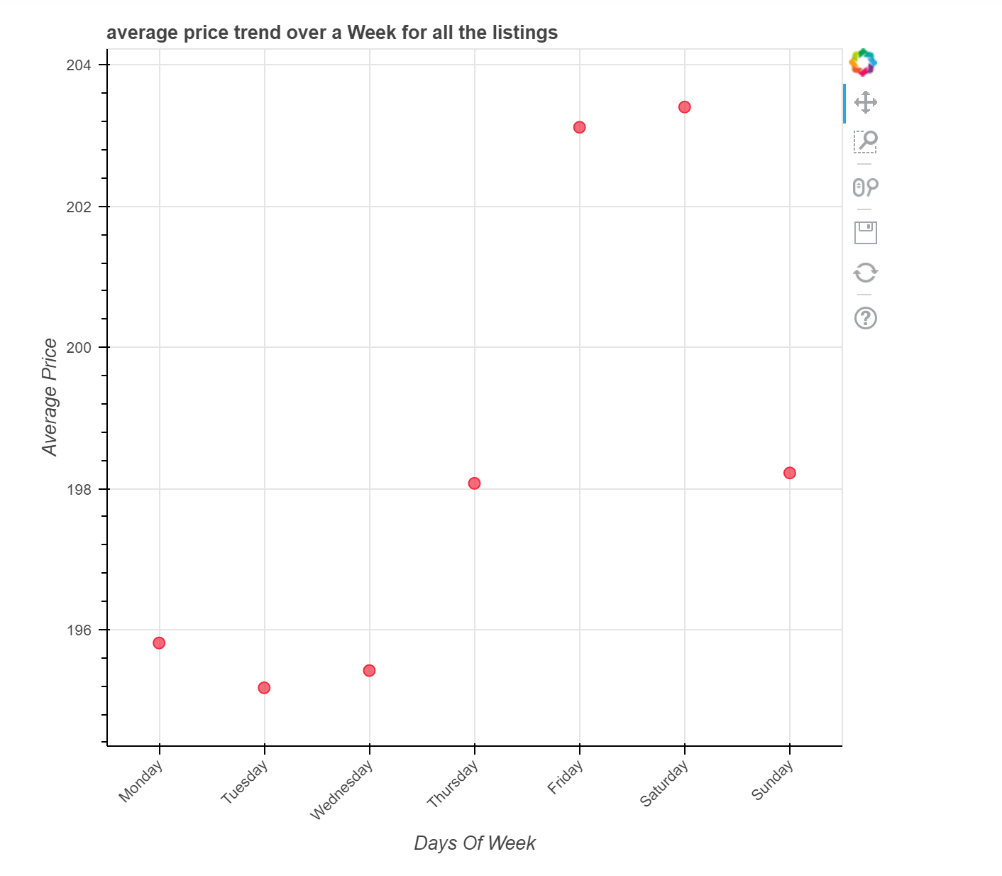 average price trend over a Week for all the listings
204
202
200
198
196
Average Price
Monday
Tuesday
Wednesday
Thursday
Friday
Saturday
Sunday
Days Of Week